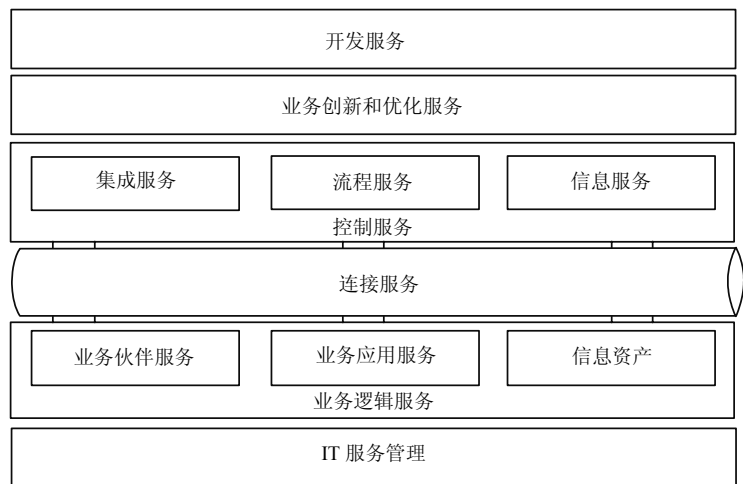 开发服务
业务创新和优化服务
集成服务 流程服务 信息服务
控制服务
连接服务
业务伙伴服务 业务应用服务 信息资产
业务逻辑服务
IT 服务管理